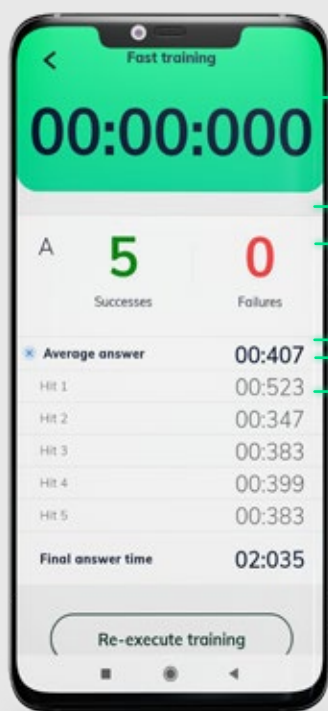 Fast training
00:00:000
A
5 0
Successes Failures
Average answer 00:407
Hit 1 00:523
Hit 2 00:347
Hit 3 00:383
Hit 4 00:399
Hit 5 00:383
Final answer time 02:035
Re-execute training